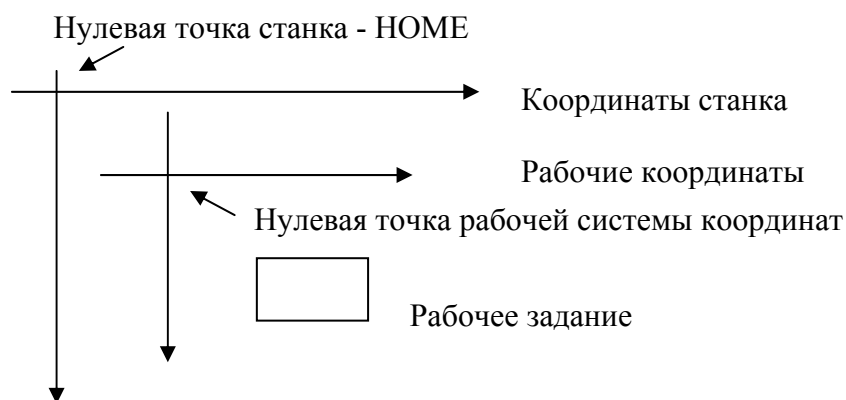 Нулевая точка станка - HOME
Координаты станка
Рабочие координаты
Нулевая точка рабочей системы координат
Рабочее задание